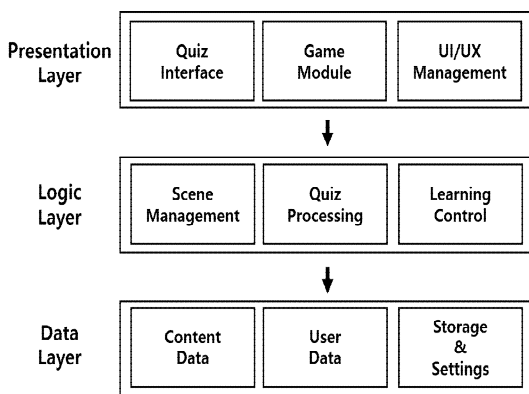 Presentation
Layer
Quiz
Interface
Game
Module
UI/UX
Management
Logic
Layer
Scene
Management
Quiz
Processing
Learning
Control
Data
Layer
Content
Data
User
Data
Storage
&
Settings